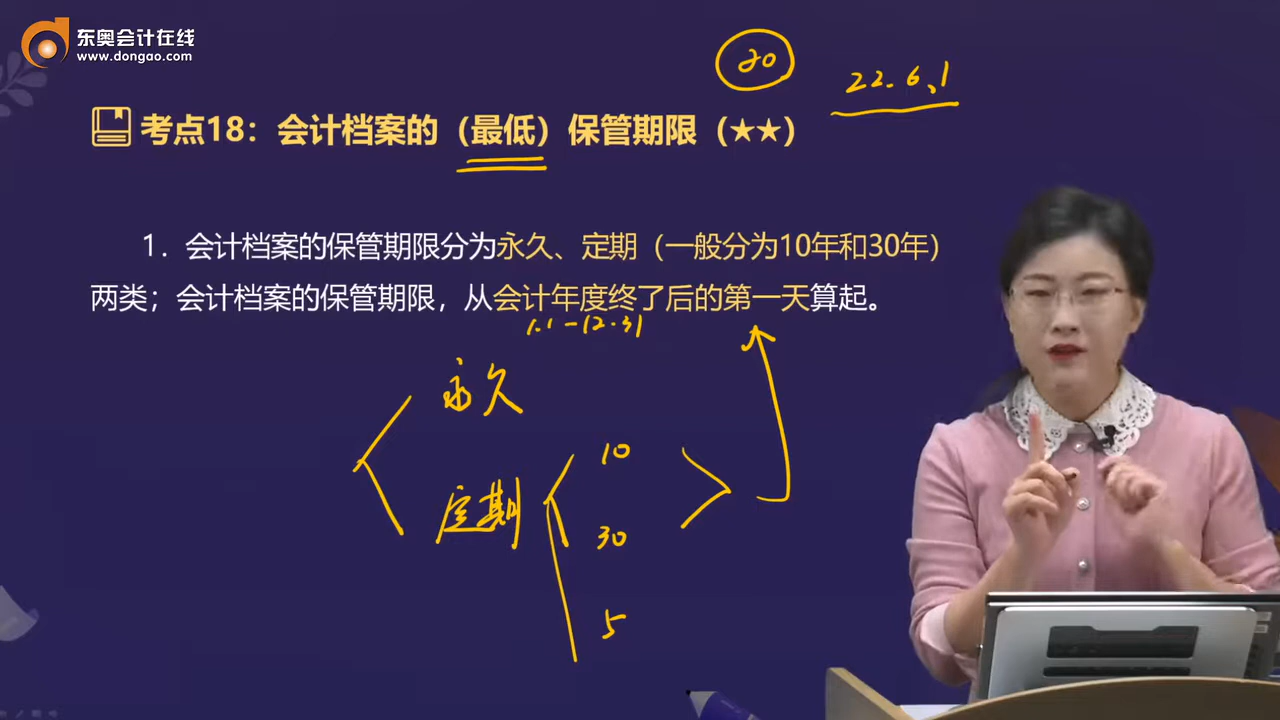 东奥会计在线
www.dongao.com
20
22.6.1
考点18：会计档案的（最低）保管期限（★★）
1．会计档案的保管期限分为永久、定期（一般分为10年和30年）
两类；会计档案的保管期限，从会计年度终了后的第一天算起。
1.1-12.31
永久
10
定期
30
5